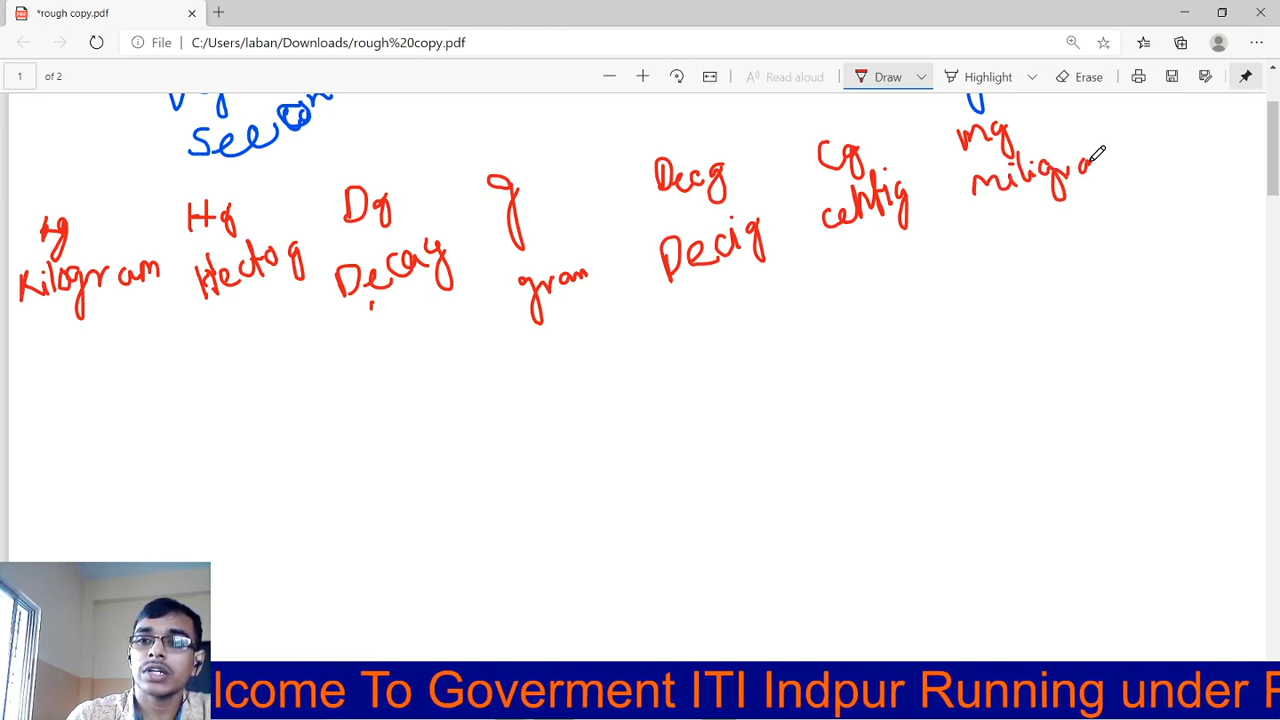 *rough copy.pdf
File C:/Users/laban/Downloads/rough%20copy.pdf
1 of 2
Read aloud Draw Highlight Erase
See
kg Hg Dg g Decg Cg mg
Kilogram Hectog Decag gram Decig centig miligra
lcome To Goverment ITI Indpur Running under